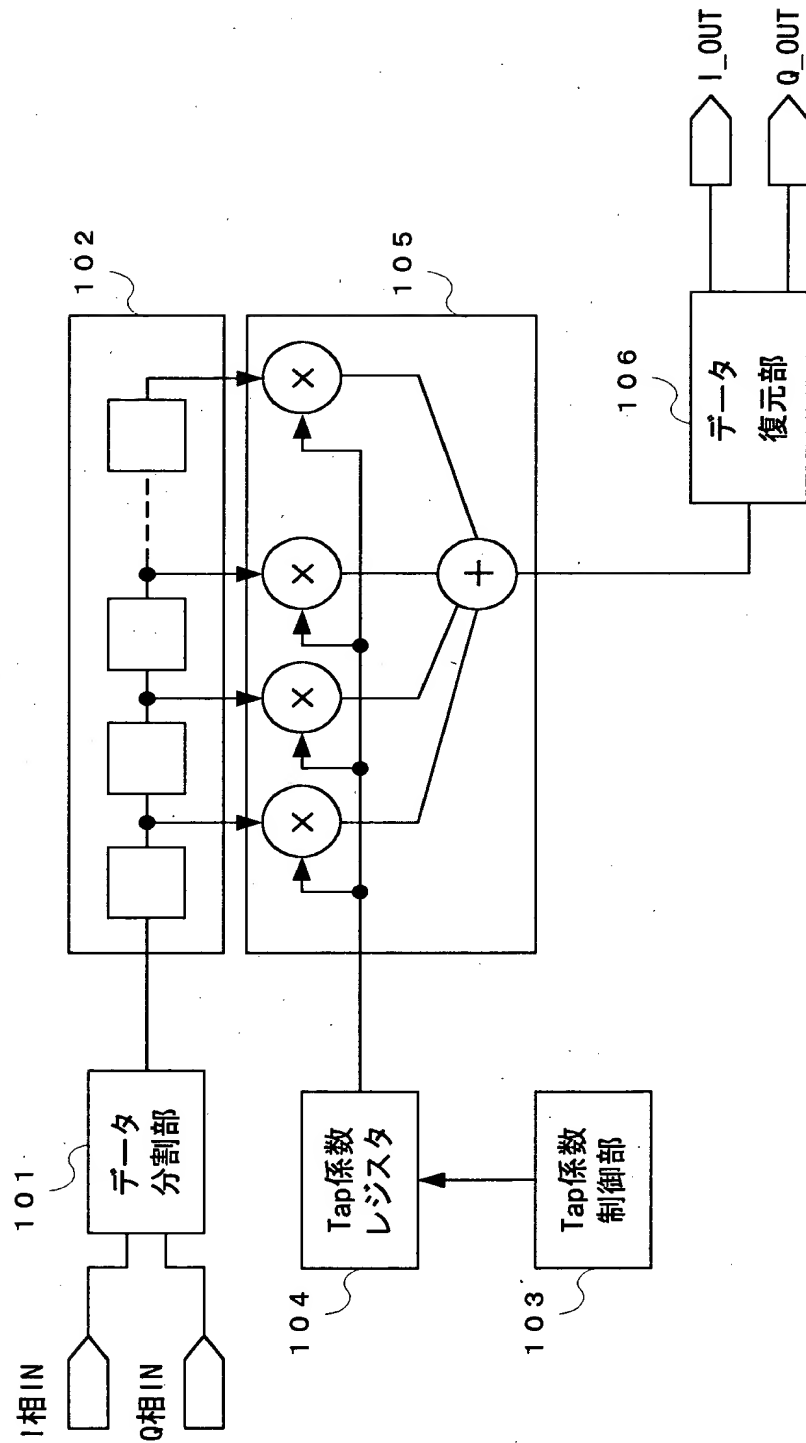 I相IN
Q相IN
101
データ
分割部
102
104
Tap係数
レジスタ
103
Tap係数
制御部
105
×
×
×
×
+
106
データ
復元部
I_OUT
Q_OUT